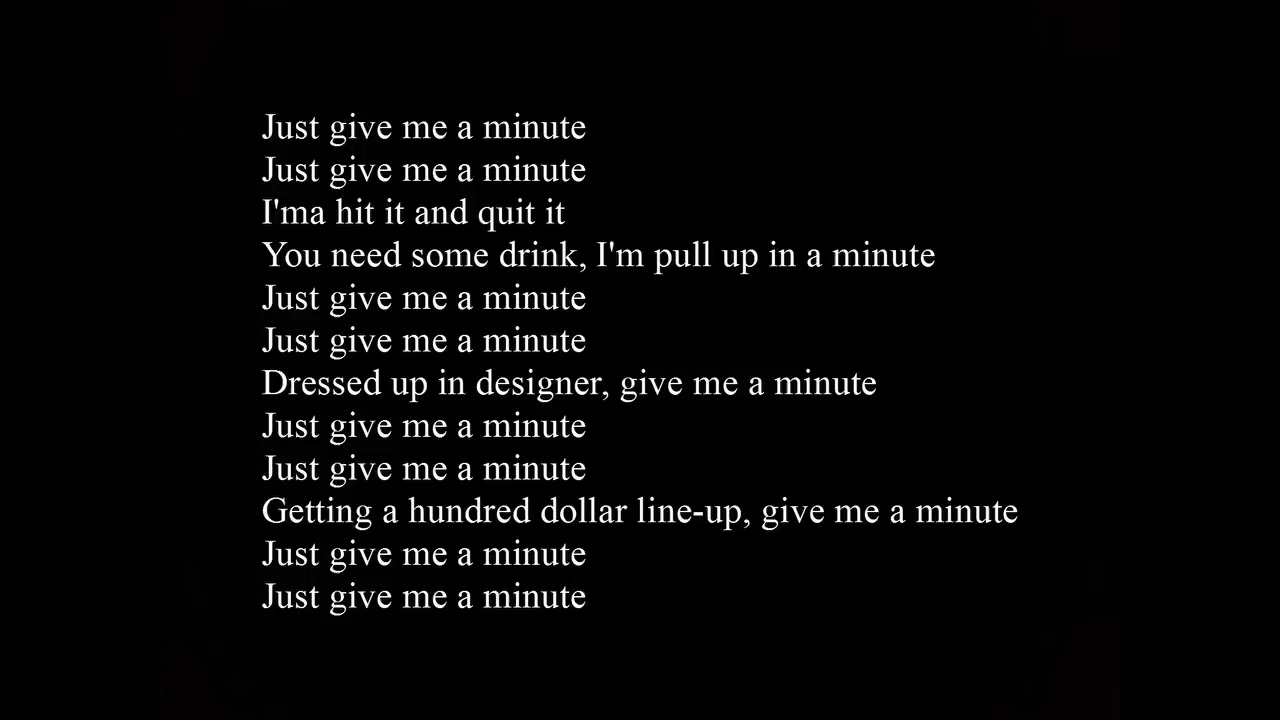 Just give me a minute
Just give me a minute
I'ma hit it and quit it
You need some drink, I'm pull up in a minute
Just give me a minute
Just give me a minute
Dressed up in designer, give me a minute
Just give me a minute
Just give me a minute
Getting a hundred dollar line-up, give me a minute
Just give me a minute
Just give me a minute